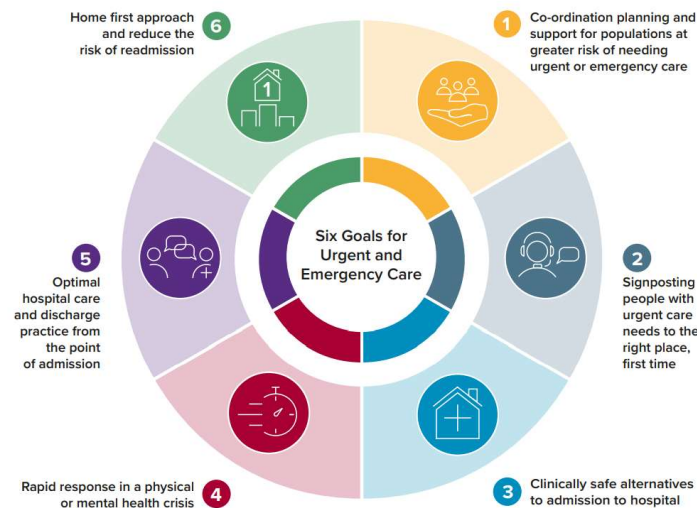 6
Home first approach
and reduce the
risk of readmission
1
1
Co-ordination planning and
support for populations at
greater risk of needing
urgent or emergency care
Six Goals for
Urgent and
Emergency Care
5
Optimal
hospital care
and discharge
practice from
the point
of admission
2
Signposting
people with
urgent care
needs to the
right place,
first time
4
Rapid response in a physical
or mental health crisis
3
Clinically safe alternatives
to admission to hospital